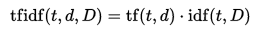 tfidf(t, d, D) = tf(t, d) · idf(t, D)